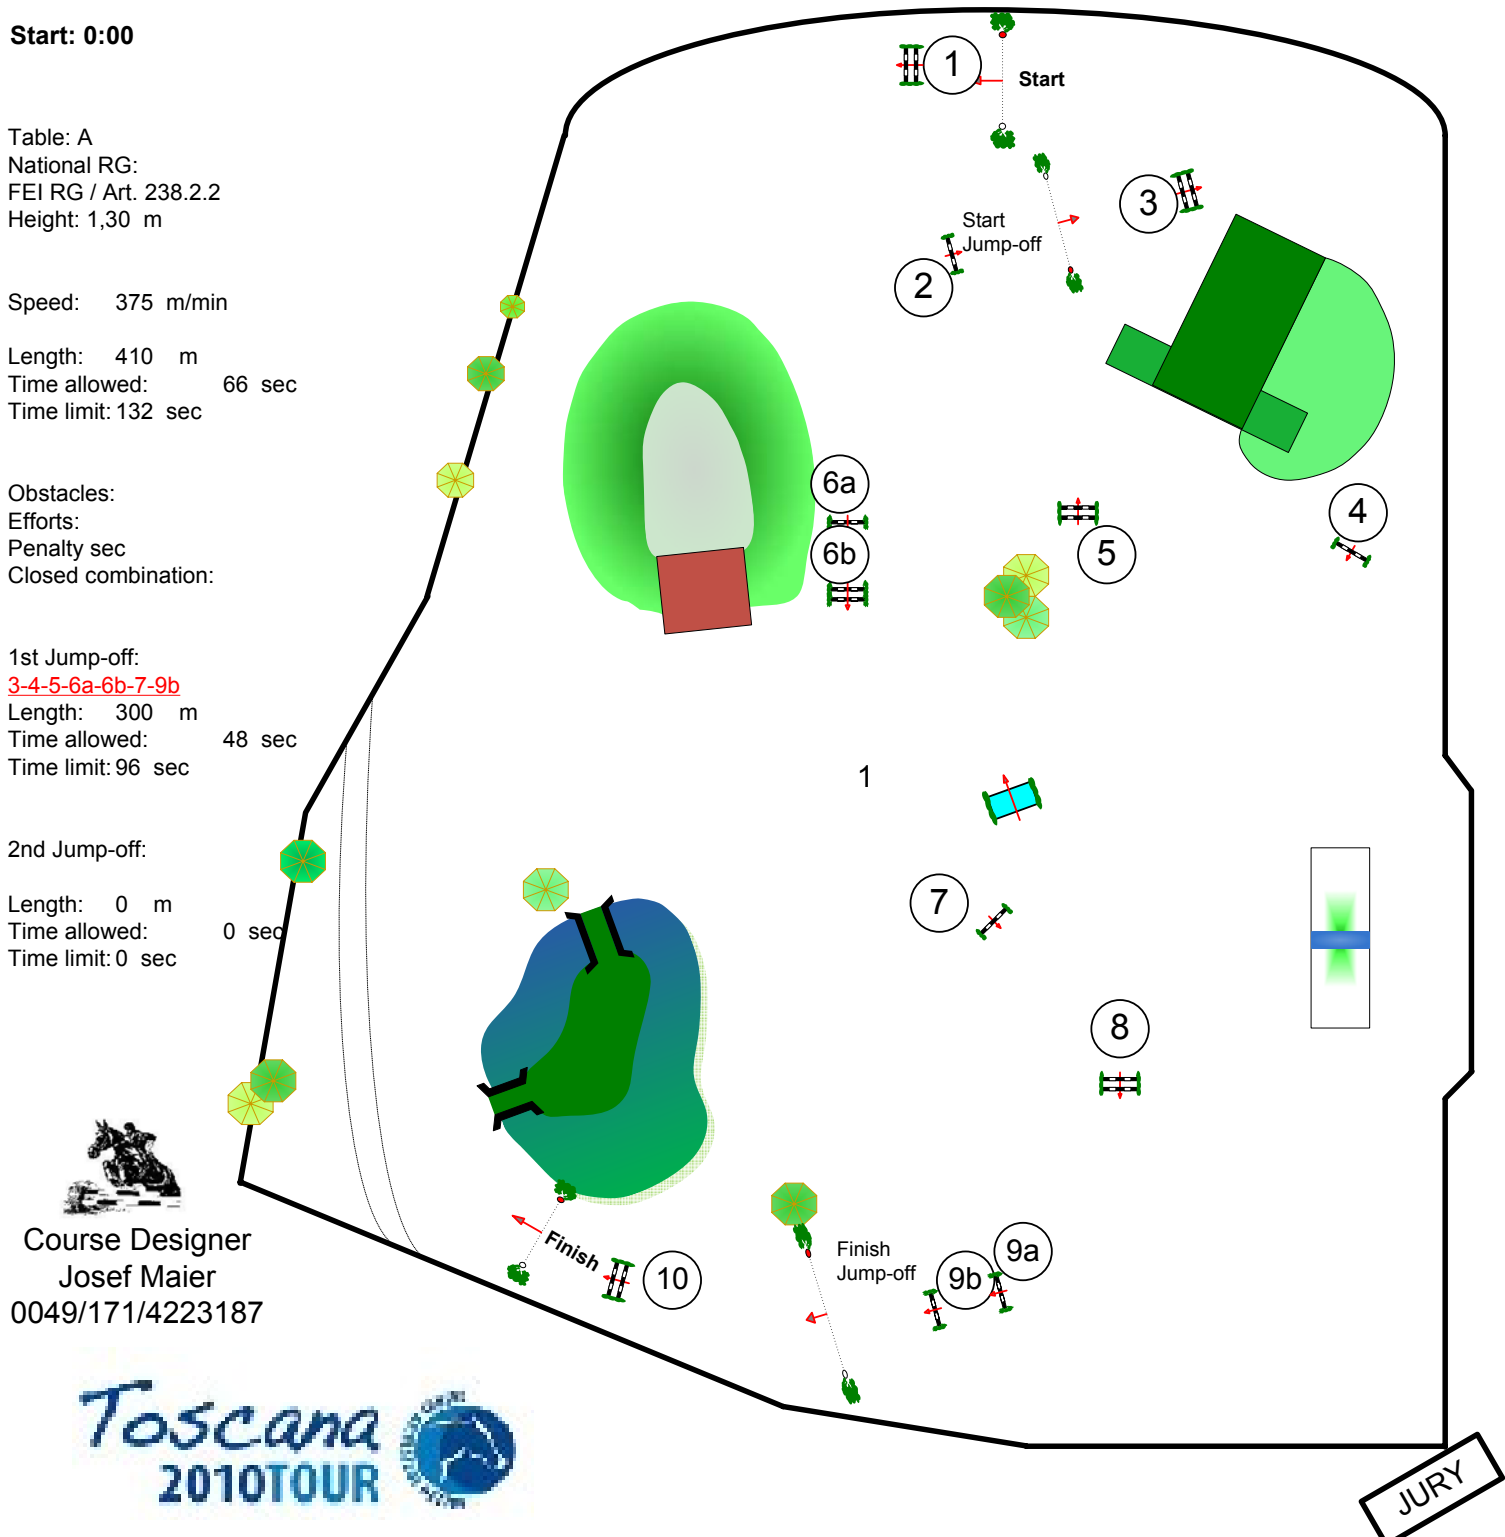 Start: 0:00
Table: A
National RG:
FEI RG / Art. 238.2.2
Height: 1,30 m
Speed: 375 m/min
Length: 410 m
Time allowed: 66 sec
Time limit: 132 sec
Obstacles:
Efforts:
Penalty sec
Closed combination:
1st Jump-off:
3-4-5-6a-6b-7-9b
Length: 300 m
Time allowed: 48 sec
Time limit: 96 sec
2nd Jump-off:
Length: 0 m
Time allowed: 0 sec
Time limit: 0 sec
Course Designer
Josef Maier
0049/171/4223187
Toscana
2010TOUR
1
Start
3
Start
Jump-off
2
6a
4
6b
5
1
7
8
Finish
10
Finish
Jump-off
9b
9a
JURY